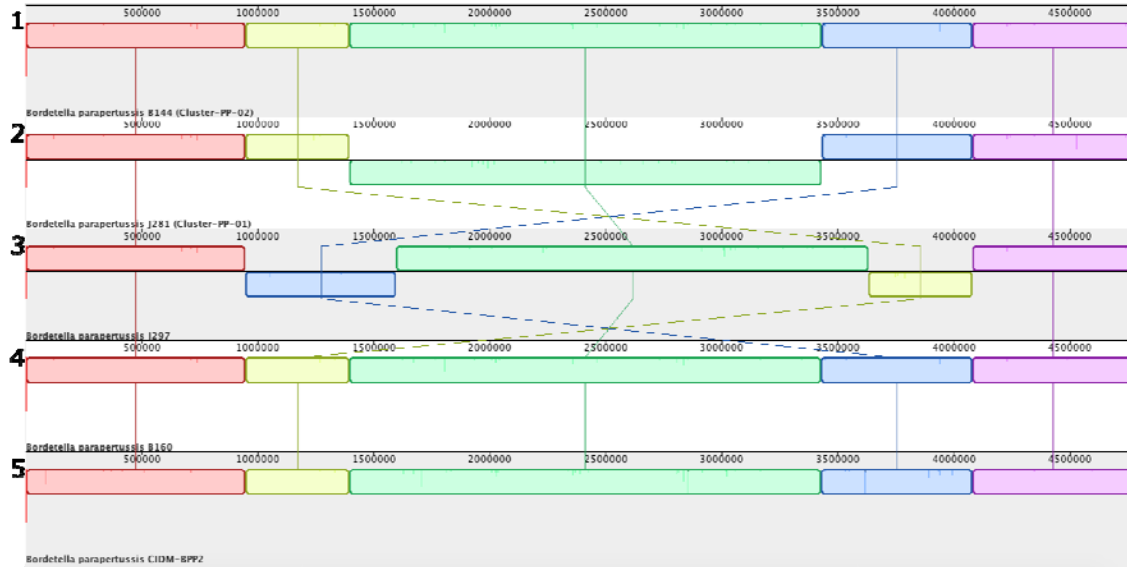 500000 1000000 1500000 2000000 2500000 3000000 3500000 4000000 4500000
1
Bordetella parapertussis B144 (Cluster-PP-02)
500000 1000000 1500000 2000000 2500000 3000000 3500000 4000000 4500000
2
Bordetella parapertussis J281 (Cluster-PP-01)
500000 1000000 1500000 2000000 2500000 3000000 3500000 4000000 4500000
3
Bordetella parapertussis I297
500000 1000000 1500000 2000000 2500000 3000000 3500000 4000000 4500000
4
Bordetella parapertussis B160
500000 1000000 1500000 2000000 2500000 3000000 3500000 4000000 4500000
5
Bordetella parapertussis CIDM-BPP2